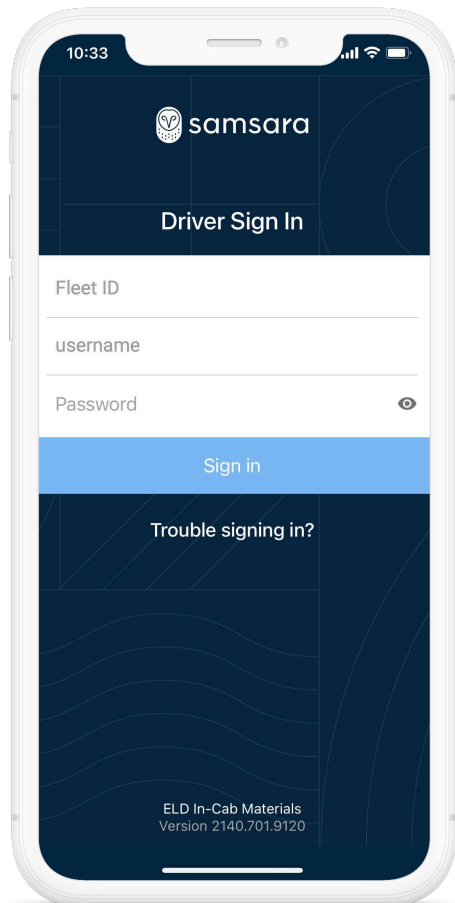 10:33
samsara
Driver Sign In
Fleet ID
username
Password
Sign in
Trouble signing in?
ELD In-Cab Materials
Version 2140.701.9120